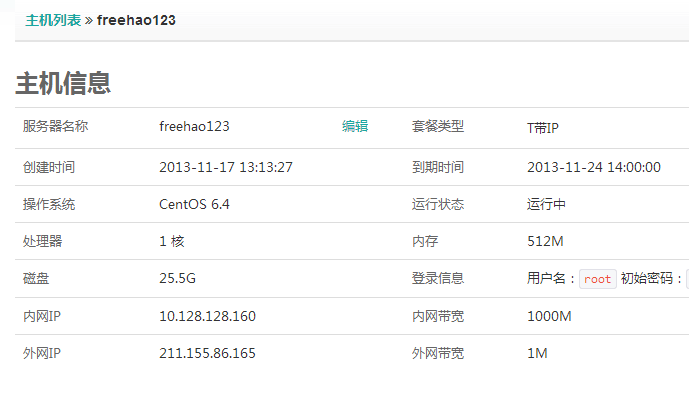 主机列表 » freehao123
主机信息
服务器名称 freehao123 编辑 套餐类型 T带IP
创建时间 2013-11-17 13:13:27 到期时间 2013-11-24 14:00:00
操作系统 CentOS 6.4 运行状态 运行中
处理器 1 核 内存 512M
磁盘 25.5G 登录信息 用户名：root 初始密码：
内网IP 10.128.128.160 内网带宽 1000M
外网IP 211.155.86.165 外网带宽 1M